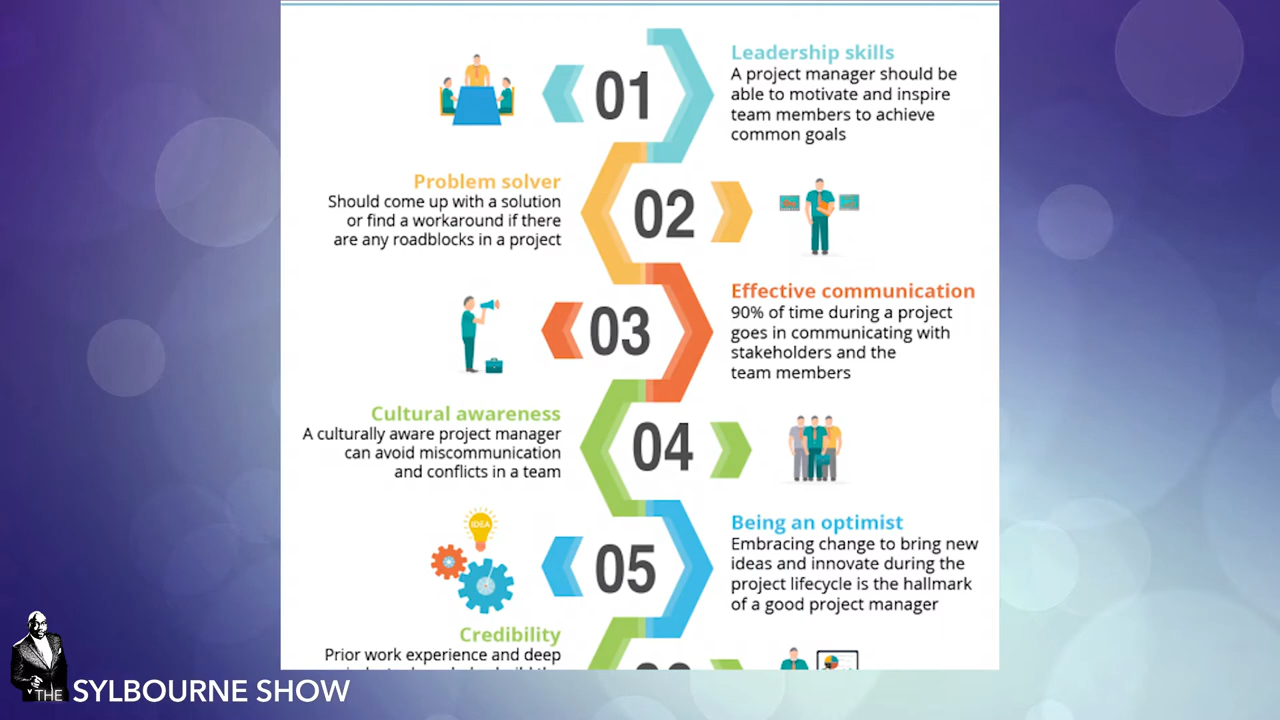 01
Leadership skills
A project manager should be
able to motivate and inspire
team members to achieve
common goals
Problem solver
Should come up with a solution
or find a workaround if there
are any roadblocks in a project
02
03
Effective communication
90% of time during a project
goes in communicating with
stakeholders and the
team members
Cultural awareness
A culturally aware project manager
can avoid miscommunication
and conflicts in a team
04
IDEA
05
Being an optimist
Embracing change to bring new
ideas and innovate during the
project lifecycle is the hallmark
of a good project manager
Credibility
Prior work experience and deep
THE SYLBOURNE SHOW